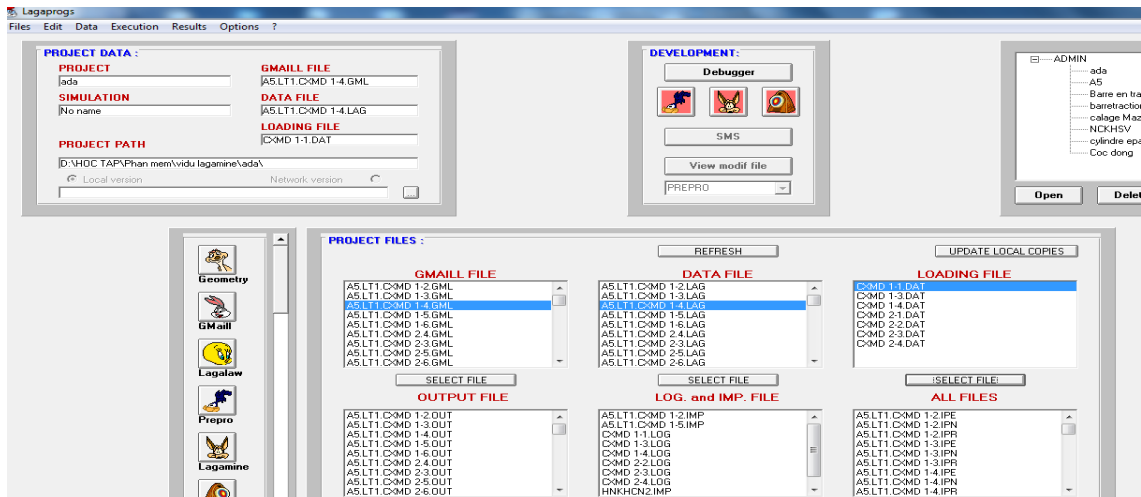 Lagaprogs
Files Edit Data Execution Results Options ?
PROJECT DATA :
PROJECT
ada
SIMULATION
No name
PROJECT PATH
D:\HOC TAP\Phan mem\vidu lagamine\ada\
Local version Network version
...
GMAILL FILE
A5.LT1.CXMD 1-4.GML
DATA FILE
A5.LT1.CXMD 1-4.LAG
LOADING FILE
CXMD 1-1.DAT
DEVELOPMENT:
Debugger
SMS
View modif file
PREPRO
ADMIN
ada
A5
Barre en tra
barretraction
calage Maz
NCKHSV
cylindre epa
Coc dong
Open Delet
Geometry
GMaill
Lagalaw
Prepro
Lagamine
PROJECT FILES :
REFRESH
UPDATE LOCAL COPIES
GMAILL FILE
A5.LT1.CXMD 1-2.GML
A5.LT1.CXMD 1-3.GML
A5.LT1.CXMD 1-4.GML
A5.LT1.CXMD 1-5.GML
A5.LT1.CXMD 1-6.GML
A5.LT1.CXMD 2.4.GML
A5.LT1.CXMD 2-3.GML
A5.LT1.CXMD 2-5.GML
A5.LT1.CXMD 2-6.GML
SELECT FILE
DATA FILE
A5.LT1.CXMD 1-2.LAG
A5.LT1.CXMD 1-3.LAG
A5.LT1.CXMD 1-4.LAG
A5.LT1.CXMD 1-5.LAG
A5.LT1.CXMD 1-6.LAG
A5.LT1.CXMD 2.4.LAG
A5.LT1.CXMD 2-3.LAG
A5.LT1.CXMD 2-5.LAG
A5.LT1.CXMD 2-6.LAG
SELECT FILE
LOADING FILE
CXMD 1-1.DAT
CXMD 1-3.DAT
CXMD 1-4.DAT
CXMD 2-1.DAT
CXMD 2-2.DAT
CXMD 2-3.DAT
CXMD 2-4.DAT
SELECT FILE
OUTPUT FILE
A5.LT1.CXMD 1-2.OUT
A5.LT1.CXMD 1-3.OUT
A5.LT1.CXMD 1-4.OUT
A5.LT1.CXMD 1-5.OUT
A5.LT1.CXMD 1-6.OUT
A5.LT1.CXMD 2.4.OUT
A5.LT1.CXMD 2-3.OUT
A5.LT1.CXMD 2-5.OUT
A5.LT1.CXMD 2-6.OUT
LOG. and IMP. FILE
A5.LT1.CXMD 1-2.IMP
A5.LT1.CXMD 1-5.IMP
CXMD 1-1.LOG
CXMD 1-3.LOG
CXMD 1-4.LOG
CXMD 2-2.LOG
CXMD 2-3.LOG
CXMD 2-4.LOG
HNKHCN2.IMP
ALL FILES
A5.LT1.CXMD 1-2.IPE
A5.LT1.CXMD 1-2.IPN
A5.LT1.CXMD 1-2.IPR
A5.LT1.CXMD 1-3.IPE
A5.LT1.CXMD 1-3.IPN
A5.LT1.CXMD 1-3.IPR
A5.LT1.CXMD 1-4.IPE
A5.LT1.CXMD 1-4.IPN
A5.LT1.CXMD 1-4.IPR